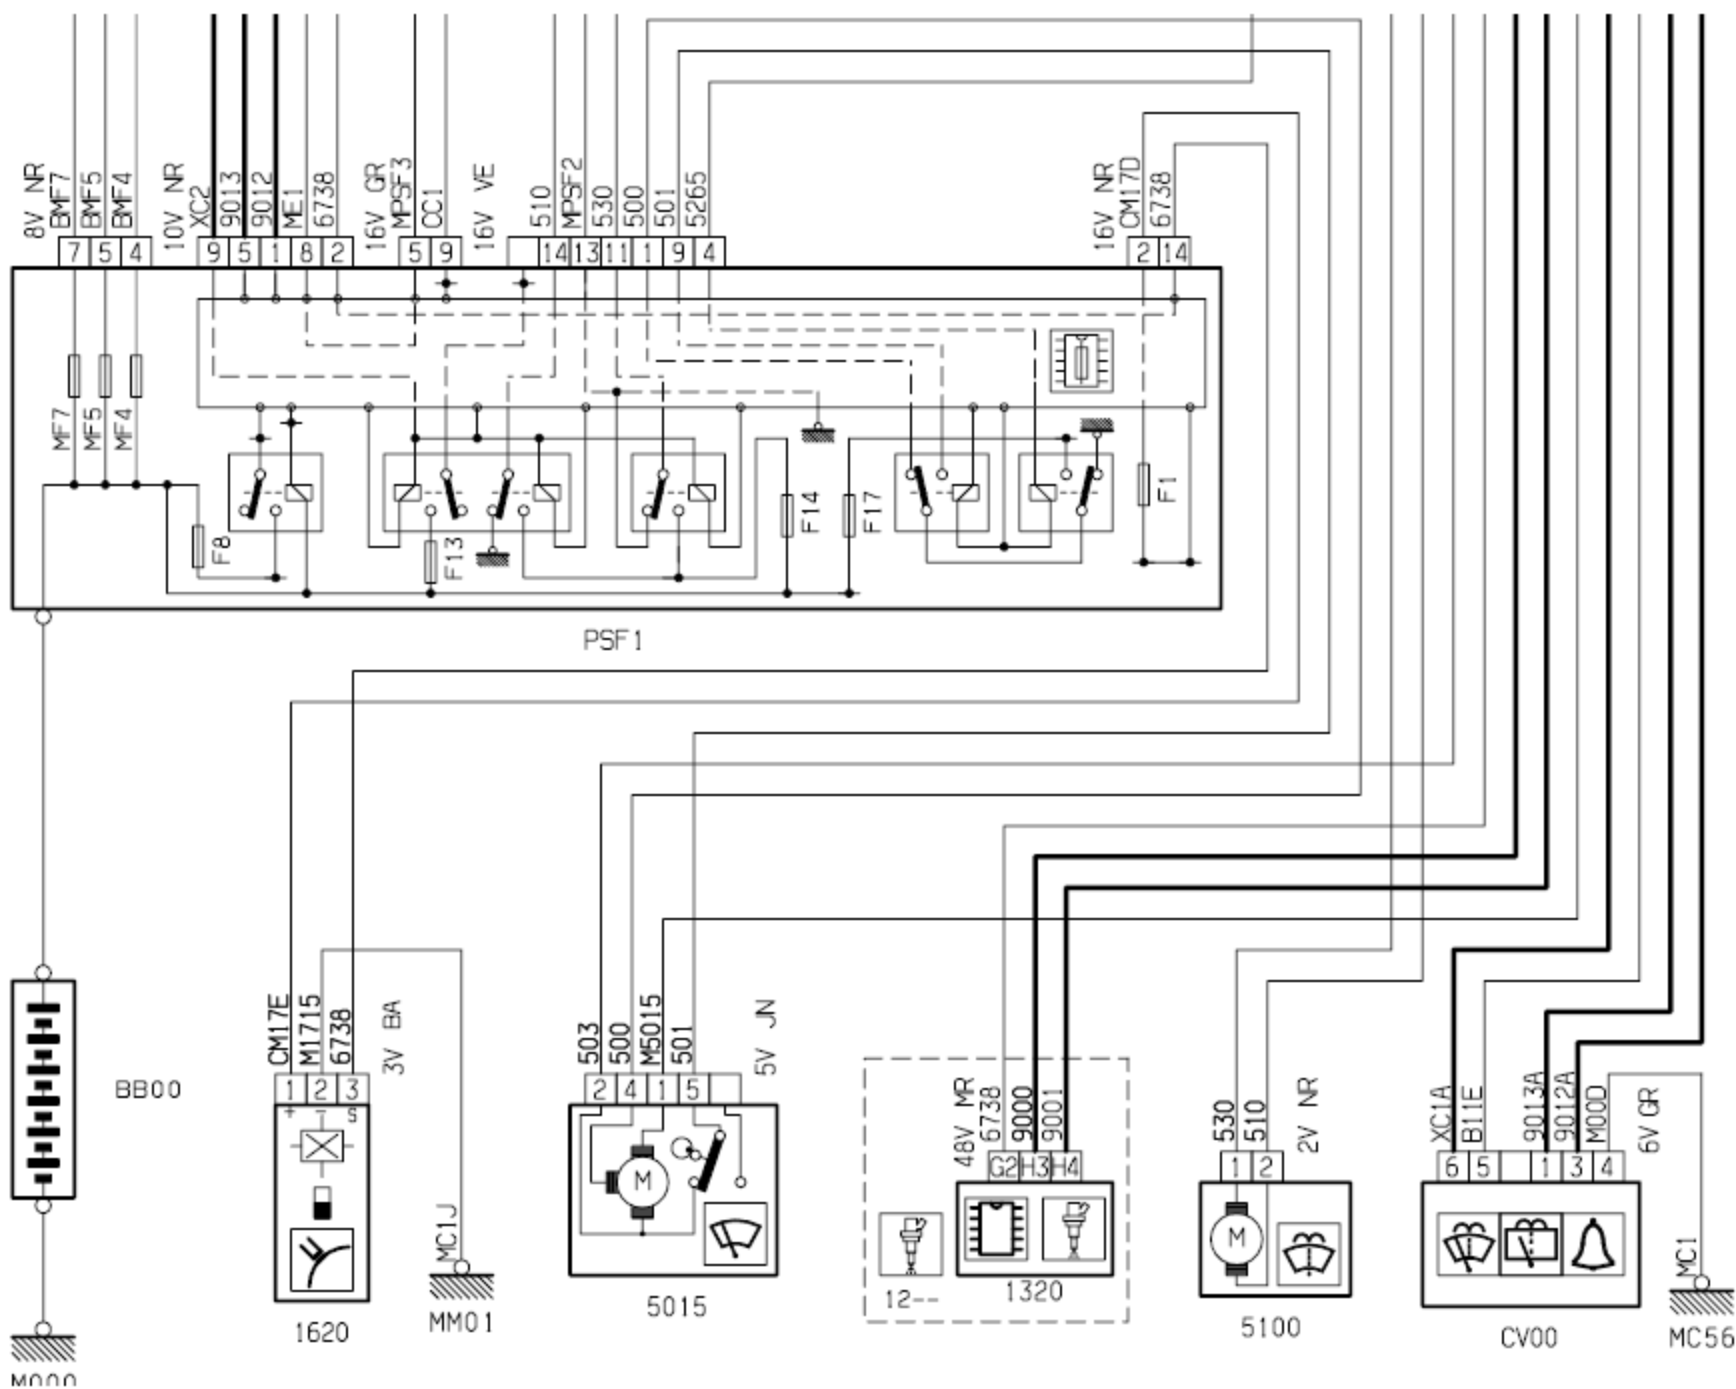 8V NR
BMF7
BMF5
BMF4
10V NR
XC2
9013
9012
ME1
6738
16V GR
MPSF3
CC1
16V VE
510
MPSF2
530
500
501
5265
16V NR
CM17D
6738
7 5 4
9 5 1 8 2
5 9
14 13 11 1 9 4
2 14
MF7
MF5
MF4
F8
F13
F14
F17
F1
PSF1
BB00
M000
CM17E
M1715
6738
3V BA
1 2 3
+ - S
1620
MC1J
MM01
503
500
M5015
501
5V JN
2 4 1 5
M
5015
48V MR
6738
9000
9001
G2 H3 H4
12--
1320
530
510
2V NR
1 2
M
5100
XC1A
B11E
9013A
9012A
M00D
6V GR
6 5 1 3 4
CV00
MC1
MC56